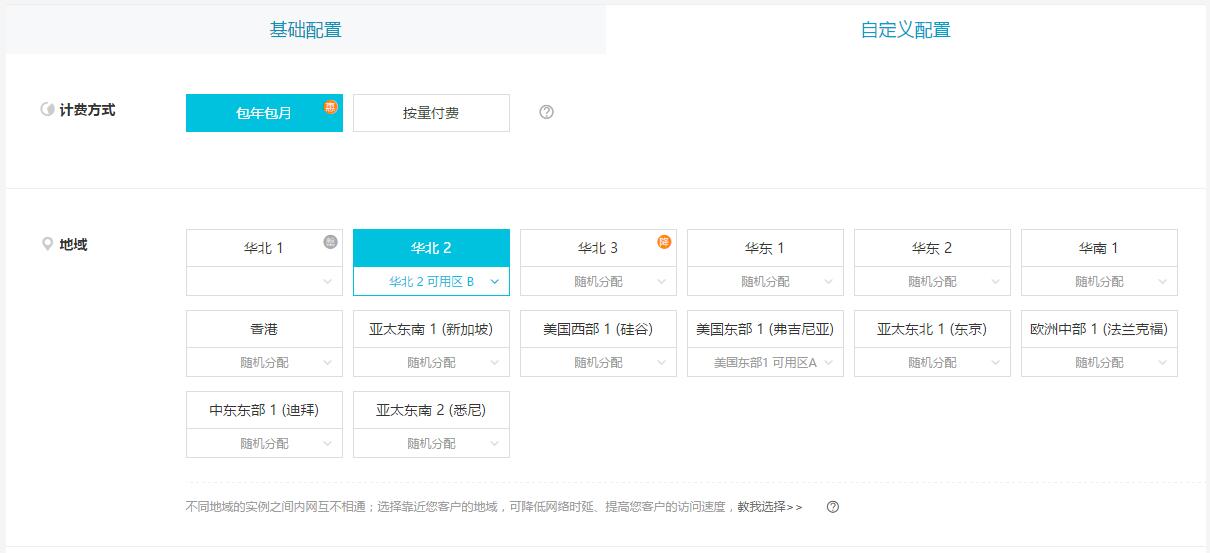 基础配置 自定义配置
计费方式 包年包月 惠 按量付费
地域 华北 1 华北 2 华北 3 降 华东 1 华东 2 华南 1
华北 2 可用区 B 随机分配 随机分配 随机分配 随机分配
香港 亚太东南 1 (新加坡) 美国西部 1 (硅谷) 美国东部 1 (弗吉尼亚) 亚太东北 1 (东京) 欧洲中部 1 (法兰克福)
随机分配 随机分配 随机分配 美国东部1 可用区A 随机分配 随机分配
中东东部 1 (迪拜) 亚太东南 2 (悉尼)
随机分配 随机分配
不同地域的实例之间内网互不相通；选择靠近您客户的地域，可降低网络时延、提高您客户的访问速度，教我选择>>